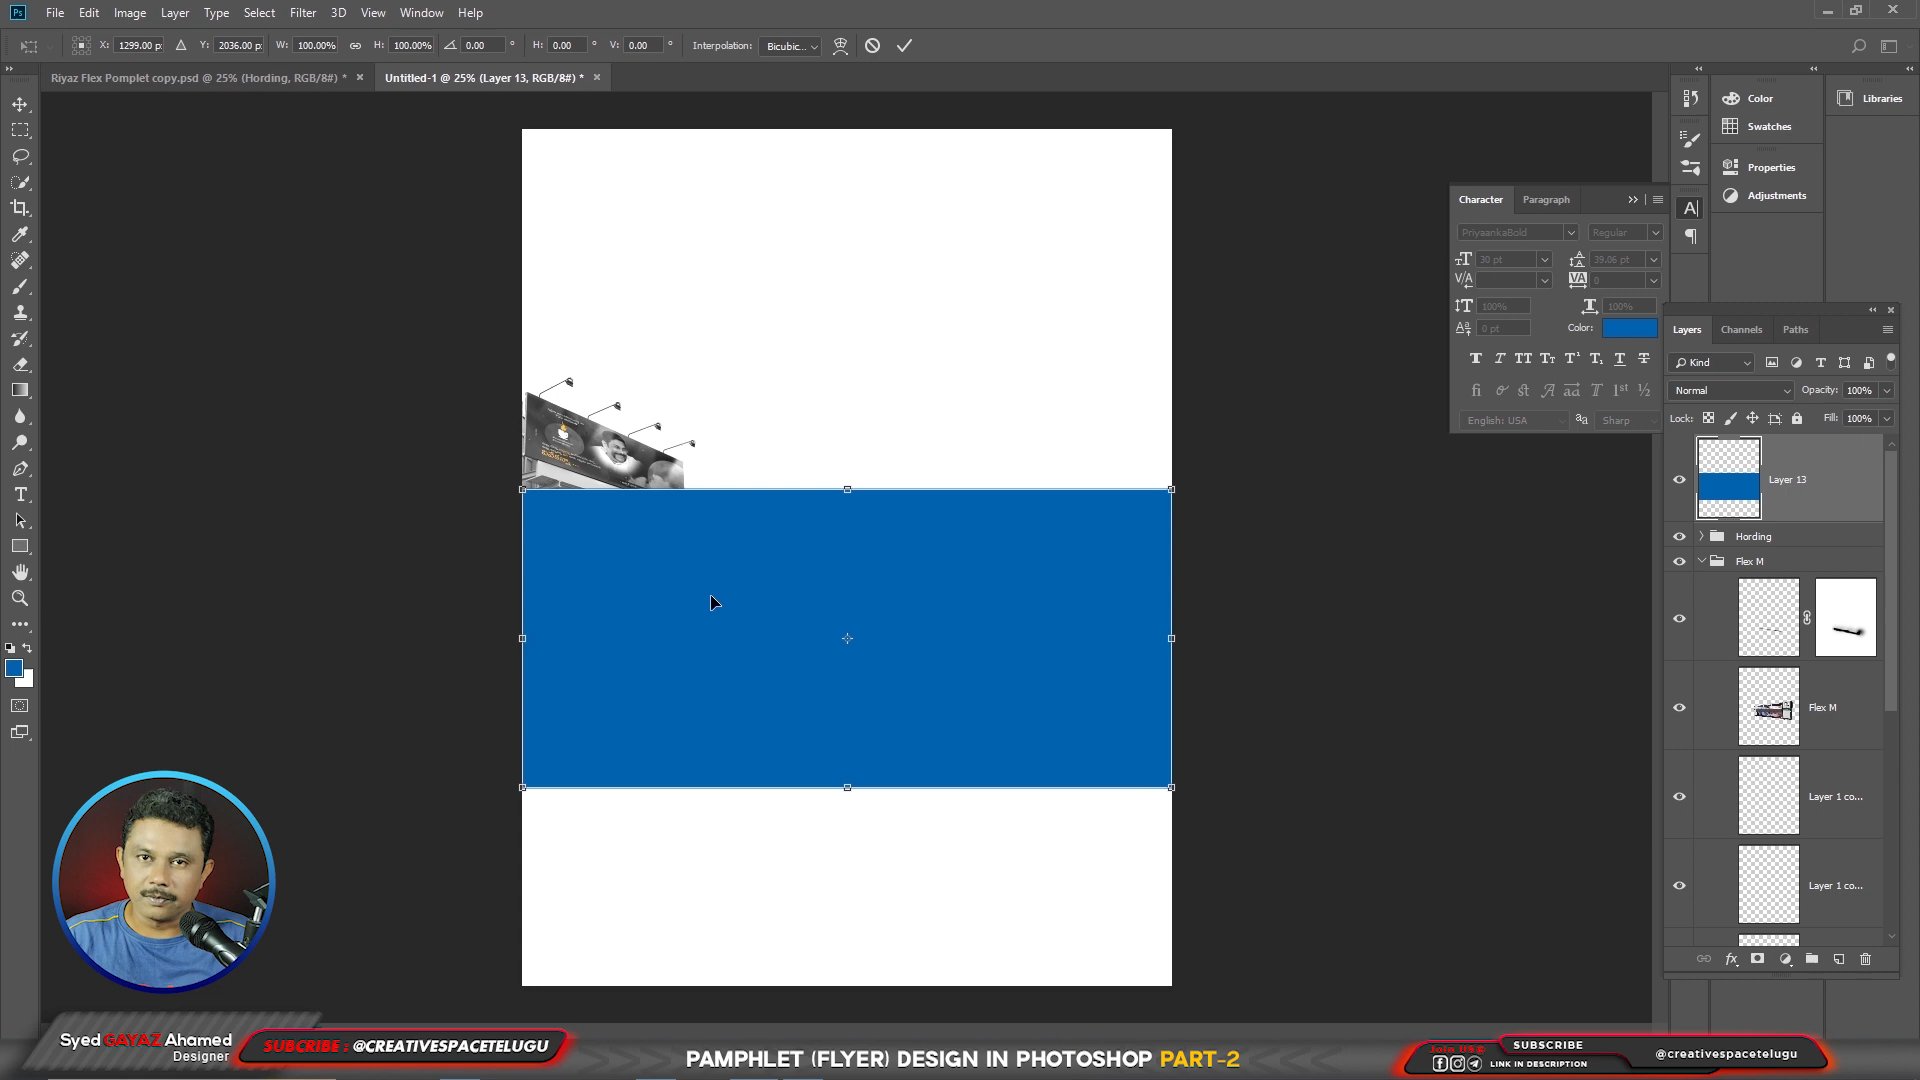 Ps File Edit Image Layer Type Select Filter 3D View Window Help
X: 1299.00 p: Y: 2036.00 p: W: 100.00% H: 100.00% 0.00 ° H: 0.00 ° V: 0.00 ° Interpolation: Bicubic...
Riyaz Flex Pomplet copy.psd @ 25% (Hording, RGB/8#) * × Untitled-1 @ 25% (Layer 13, RGB/8#) * ×
Color
Swatches
Properties
Adjustments
Libraries
Character Paragraph
PriyaankaBold Regular
30 pt 39.06 pt
0
100% 100%
0 pt Color:
English: USA aa Sharp
Layers Channels Paths
Kind
Normal Opacity: 100%
Lock: Fill: 100%
Layer 13
Hording
Flex M
Flex M
Layer 1 co...
Layer 1 co...
Syed GAYAZ Ahamed
Designer
SUBCRIBE : @CREATIVESPACETELUGU
PAMPHLET (FLYER) DESIGN IN PHOTOSHOP PART-2
Join US@
SUBSCRIBE
LINK IN DESCRIPTION
@creativespacetelugu